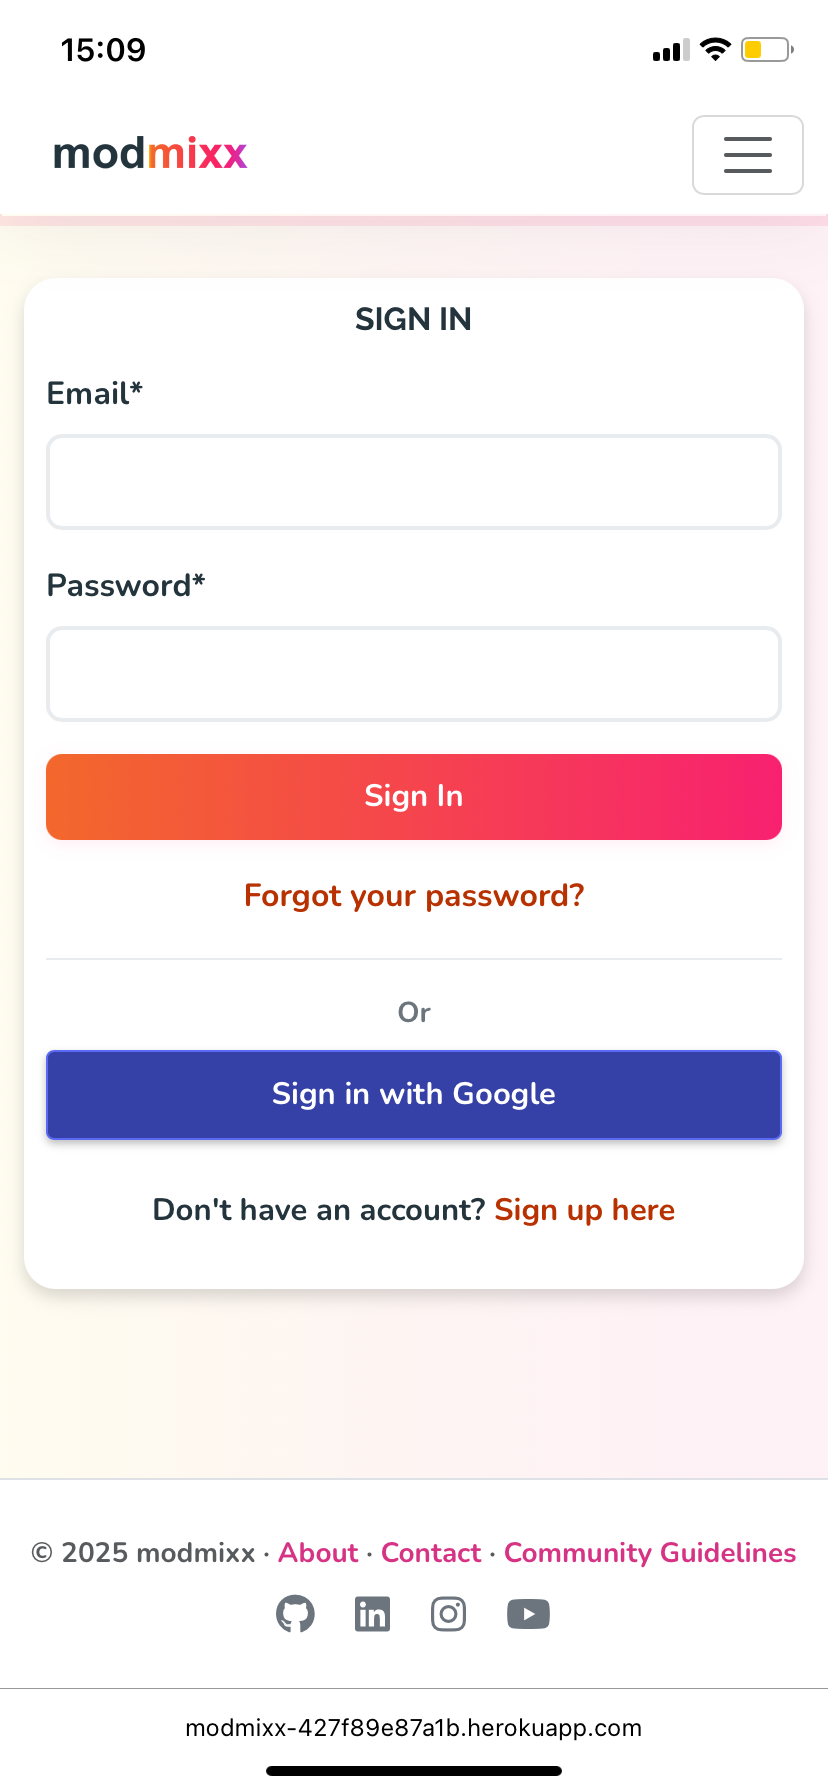 15:09
modmixx
SIGN IN
Email*
Password*
Sign In
Forgot your password?
Or
Sign in with Google
Don't have an account? Sign up here
© 2025 modmixx · About · Contact · Community Guidelines
in
modmixx-427f89e87a1b.herokuapp.com